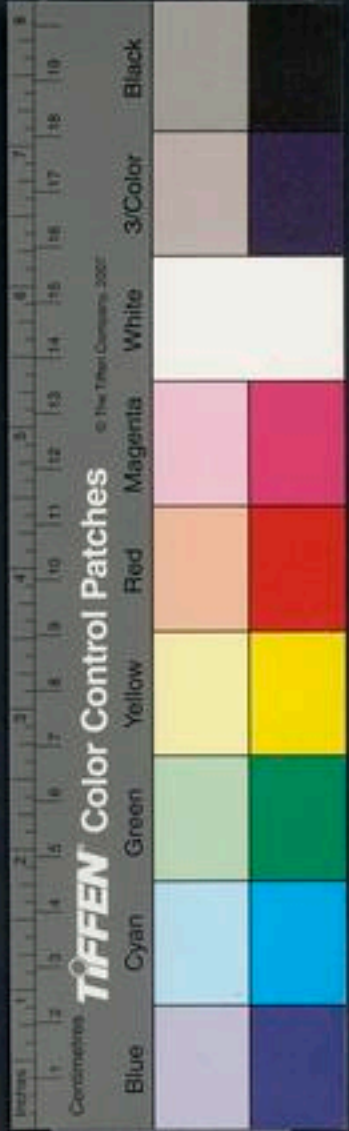 Inches 1 2 3 4 5 6 7 8
Centimetres 1 2 3 4 5 6 7 8 9 10 11 12 13 14 15 16 17 18 19
TIFFEN Color Control Patches © The Tiffen Company, 2007
Blue Cyan Green Yellow Red Magenta White 3/Color Black